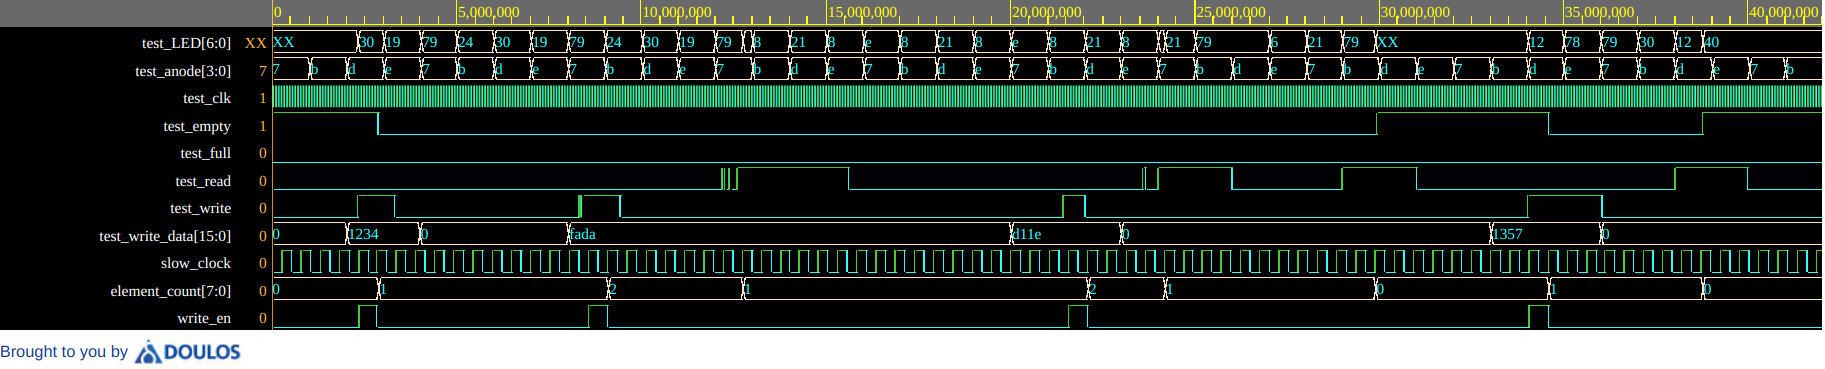 0 5,000,000 10,000,000 15,000,000 20,000,000 25,000,000 30,000,000 35,000,000 40,000,000
test_LED[6:0] XX XX 30 19 79 24 30 19 79 24 30 19 79 8 21 8 e 8 21 8 e 8 21 8 21 79 6 21 79 XX 12 78 79 30 12 40
test_anode[3:0] 7 7 b d e 7 b d e 7 b d e 7 b d e 7 b d e 7 b d e 7 b d e 7 b d e 7 b d e 7 b d e 7 b
test_clk 1
test_empty 1
test_full 0
test_read 0
test_write 0
test_write_data[15:0] 0 0 1234 0 fada d11e 0 1357 0
slow_clock 0
element_count[7:0] 0 0 1 2 1 2 1 0 1 0
write_en 0
Brought to you by DOULOS